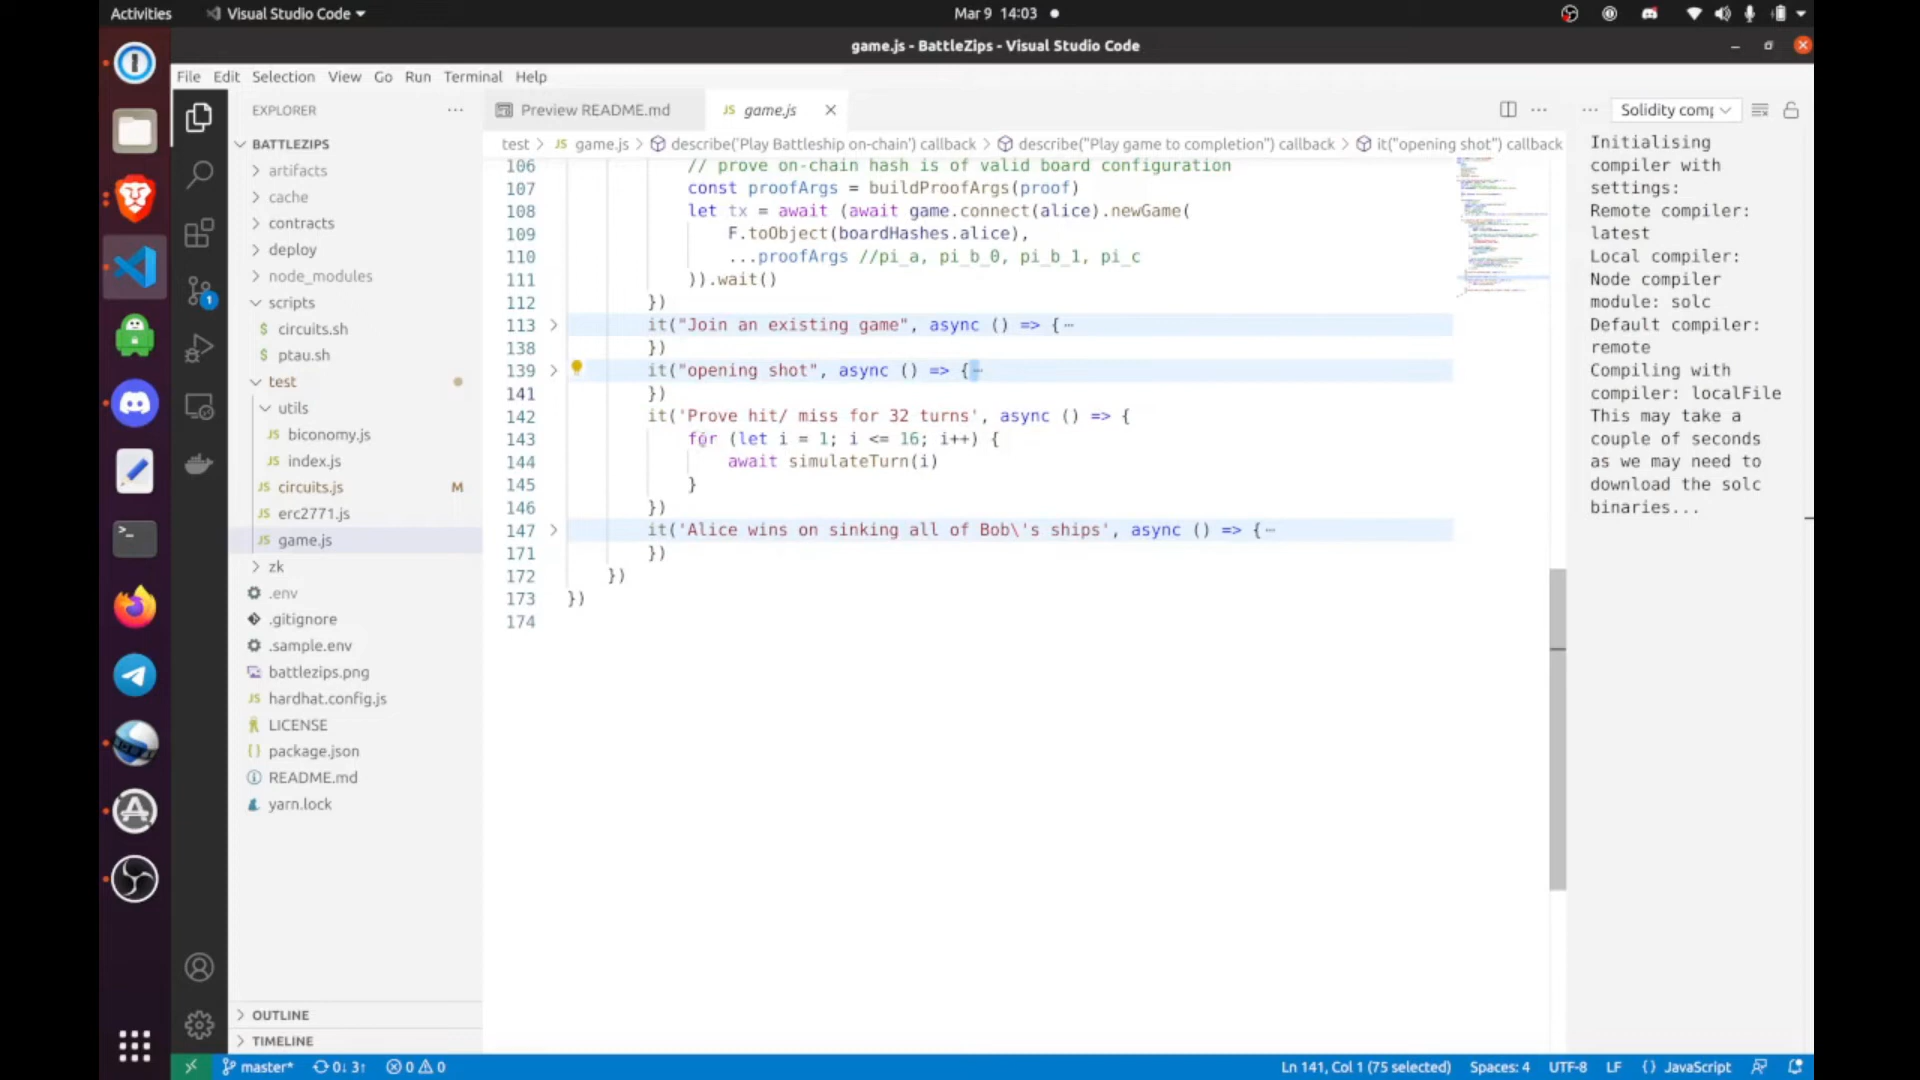 Activities
Visual Studio Code
Mar 9 14:03
game.js - BattleZips - Visual Studio Code
File Edit Selection View Go Run Terminal Help
EXPLORER
BATTLEZIPS
artifacts
cache
contracts
deploy
node_modules
scripts
$ circuits.sh
$ ptau.sh
test
utils
JS biconomy.js
JS index.js
JS circuits.js M
JS erc2771.js
JS game.js
zk
.env
.gitignore
.sample.env
battlezips.png
JS hardhat.config.js
LICENSE
{} package.json
README.md
yarn.lock
OUTLINE
TIMELINE
1
Preview README.md
JS game.js
test > JS game.js > describe('Play Battleship on-chain') callback > describe("Play game to completion") callback > it("opening shot") callback
106 // prove on-chain hash is of valid board configuration
107 const proofArgs = buildProofArgs(proof)
108 let tx = await (await game.connect(alice).newGame(
109 F.toObject(boardHashes.alice),
110 ...proofArgs //pi_a, pi_b_0, pi_b_1, pi_c
111 )).wait()
112 })
113 it("Join an existing game", async () => {⋯
138 })
139 it("opening shot", async () => {⋯
141 })
142 it('Prove hit/ miss for 32 turns', async () => {
143 for (let i = 1; i <= 16; i++) {
144 await simulateTurn(i)
145 }
146 })
147 it('Alice wins on sinking all of Bob\'s ships', async () => {⋯
171 })
172 })
173 })
174
Solidity comp
Initialising
compiler with
settings:
Remote compiler:
latest
Local compiler:
Node compiler
module: solc
Default compiler:
remote
Compiling with
compiler: localFile
This may take a
couple of seconds
as we may need to
download the solc
binaries...
master* 0↓ 3↑ 0 0
Ln 141, Col 1 (75 selected) Spaces: 4 UTF-8 LF {} JavaScript